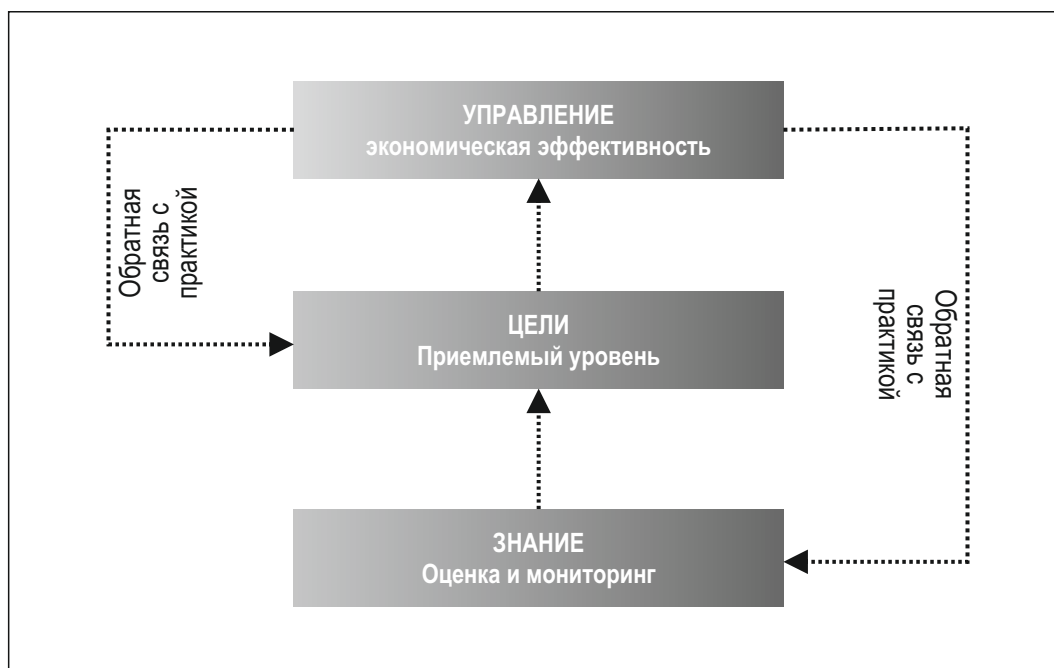 УПРАВЛЕНИЕ
экономическая эффективность
Обратная
связь с
практикой
ЦЕЛИ
Приемлемый уровень
Обратная
связь с
практикой
ЗНАНИЕ
Оценка и мониторинг